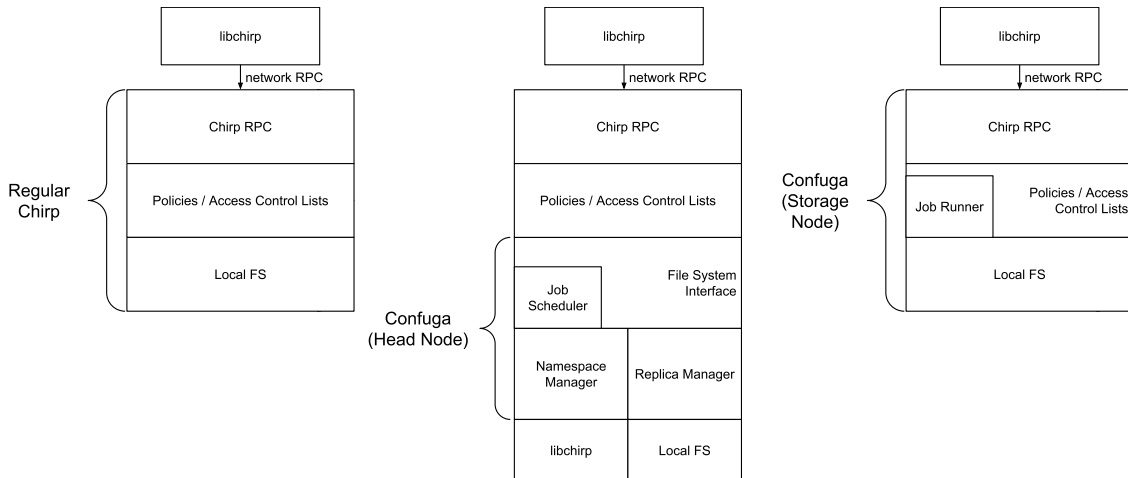 libchirp
network RPC
Chirp RPC
Policies / Access Control Lists
Local FS
Regular
Chirp
libchirp
network RPC
Chirp RPC
Policies / Access Control Lists
File System
Interface
Job
Scheduler
Namespace
Manager
Replica Manager
libchirp
Local FS
Confuga
(Head Node)
libchirp
network RPC
Chirp RPC
Policies / Access
Control Lists
Job Runner
Local FS
Confuga
(Storage
Node)